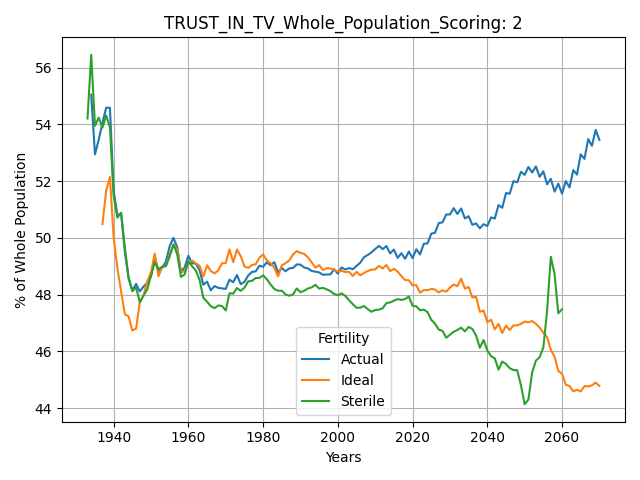 TRUST_IN_TV_Whole_Population_Scoring: 2
% of Whole Population
56
54
52
50
48
46
44
Fertility
Actual
Ideal
Sterile
1940
1960
1980
2000
2020
2040
2060
Years